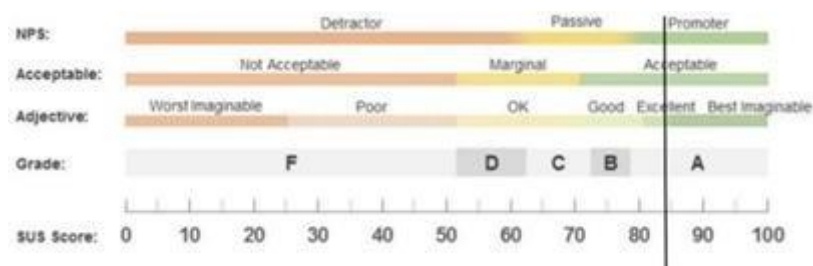 Detractor Passive Promoter
NPS:
Not Acceptable Marginal Acceptable
Acceptable:
Worst Imaginable Poor OK Good Excellent Best Imaginable
Adjective:
Grade: F D C B A
SUS Score: 0 10 20 30 40 50 60 70 80 90 100